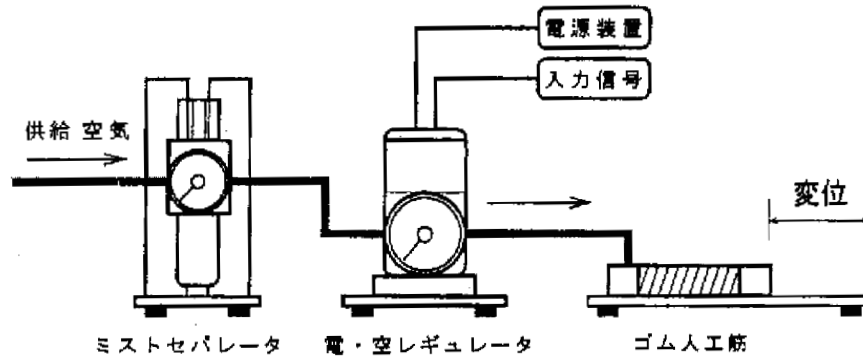 電源装置
入力信号
供給空気
変位
ミストセパレータ
電・空レギュレータ
ゴム人工筋